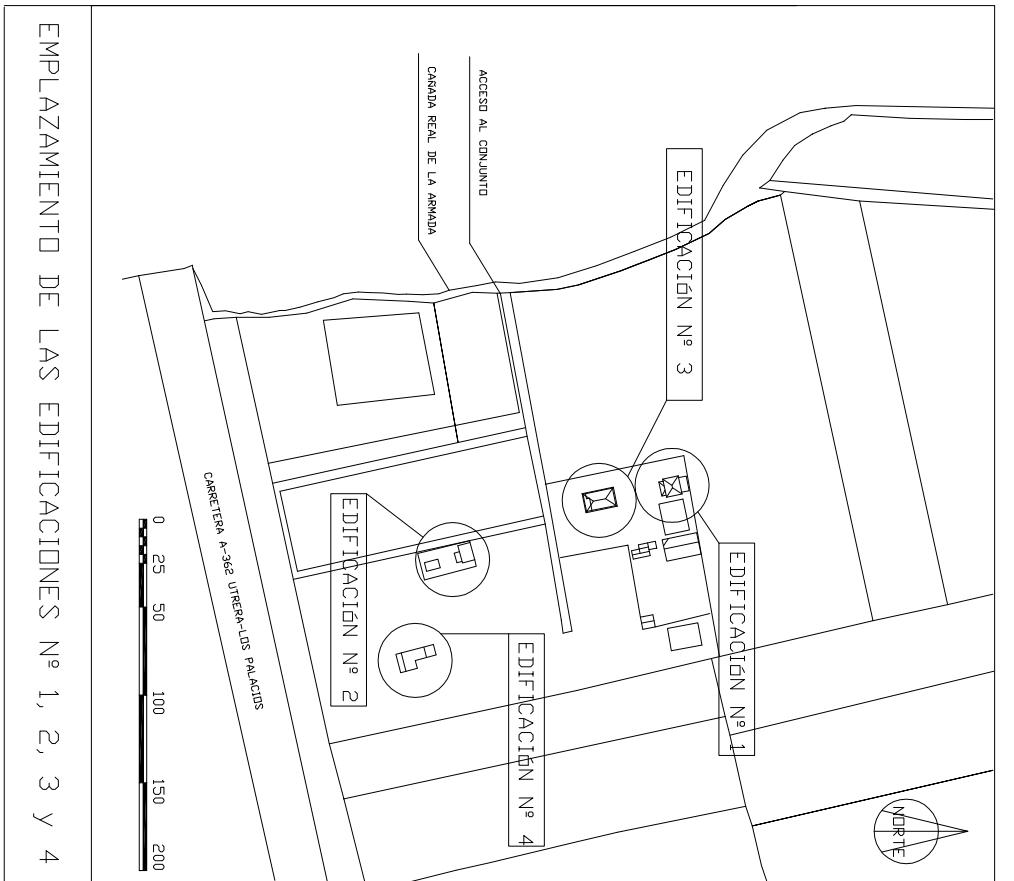 EMPLAZAMIENTO DE LAS EDIFICACIONES Nº 1, 2, 3 y 4
ACCESO AL CONJUNTO
CAÑADA REAL DE LA ARMADA
EDIFICACIÓN Nº 3
EDIFICACIÓN Nº 1
EDIFICACIÓN Nº 2
EDIFICACIÓN Nº 4
CARRETERA A-362 UTRERA-LOS PALACIOS
0 25 50 100 150 200
NORTE